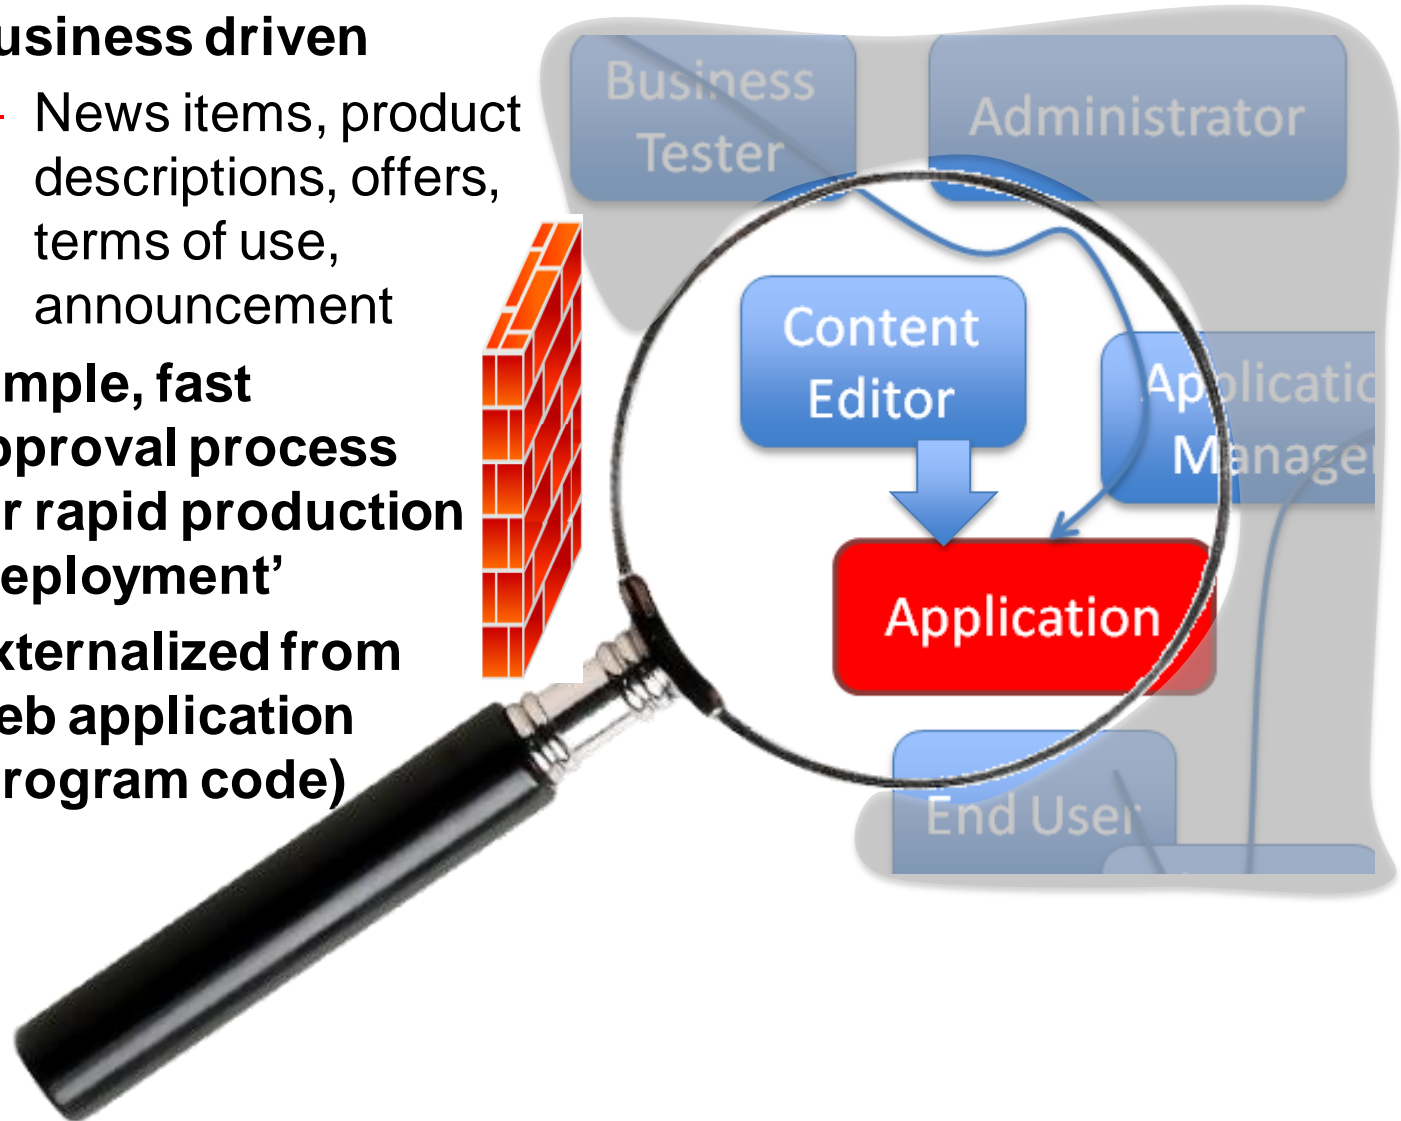 usiness driven
- News items, product
descriptions, offers,
terms of use,
announcement
mple, fast
pproval process
r rapid production
eployment’
xternalized from
eb application
rogram code)
Business
Tester
Administrator
Content
Editor
Applicatio
Manage
Application
End User